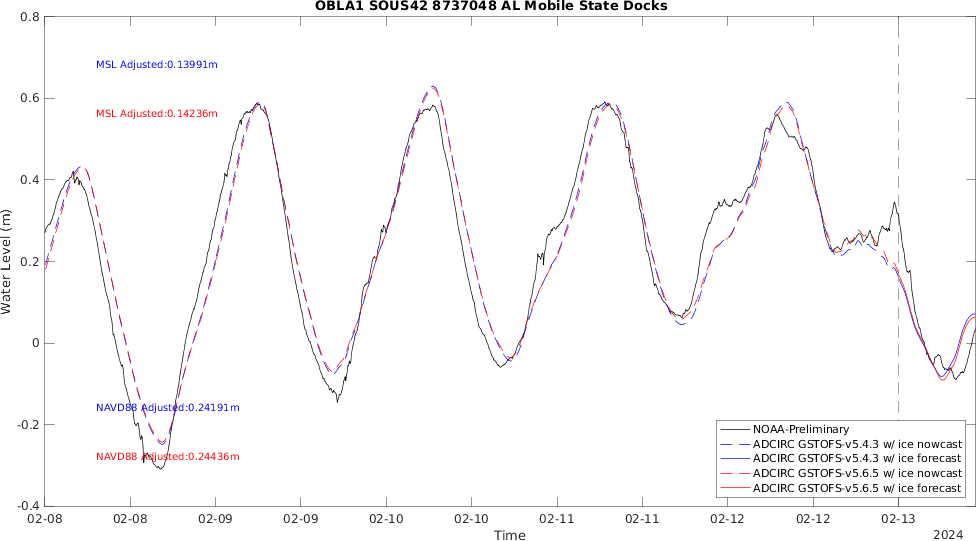 OBLA1 SOUS42 8737048 AL Mobile State Docks
0.8
MSL Adjusted:0.13991m
0.6
MSL Adjusted:0.14236m
0.4
Water Level (m)
0.2
0
NAVD88 Adjusted:0.24191m
-0.2
NAVD88 Adjusted:0.24436m
-0.4
NOAA-Preliminary
ADCIRC GSTOFS-v5.4.3 w/ ice nowcast
ADCIRC GSTOFS-v5.4.3 w/ ice forecast
ADCIRC GSTOFS-v5.6.5 w/ ice nowcast
ADCIRC GSTOFS-v5.6.5 w/ ice forecast
02-08 02-08 02-09 02-09 02-10 02-10 02-11 02-11 02-12 02-12 02-13
Time
2024